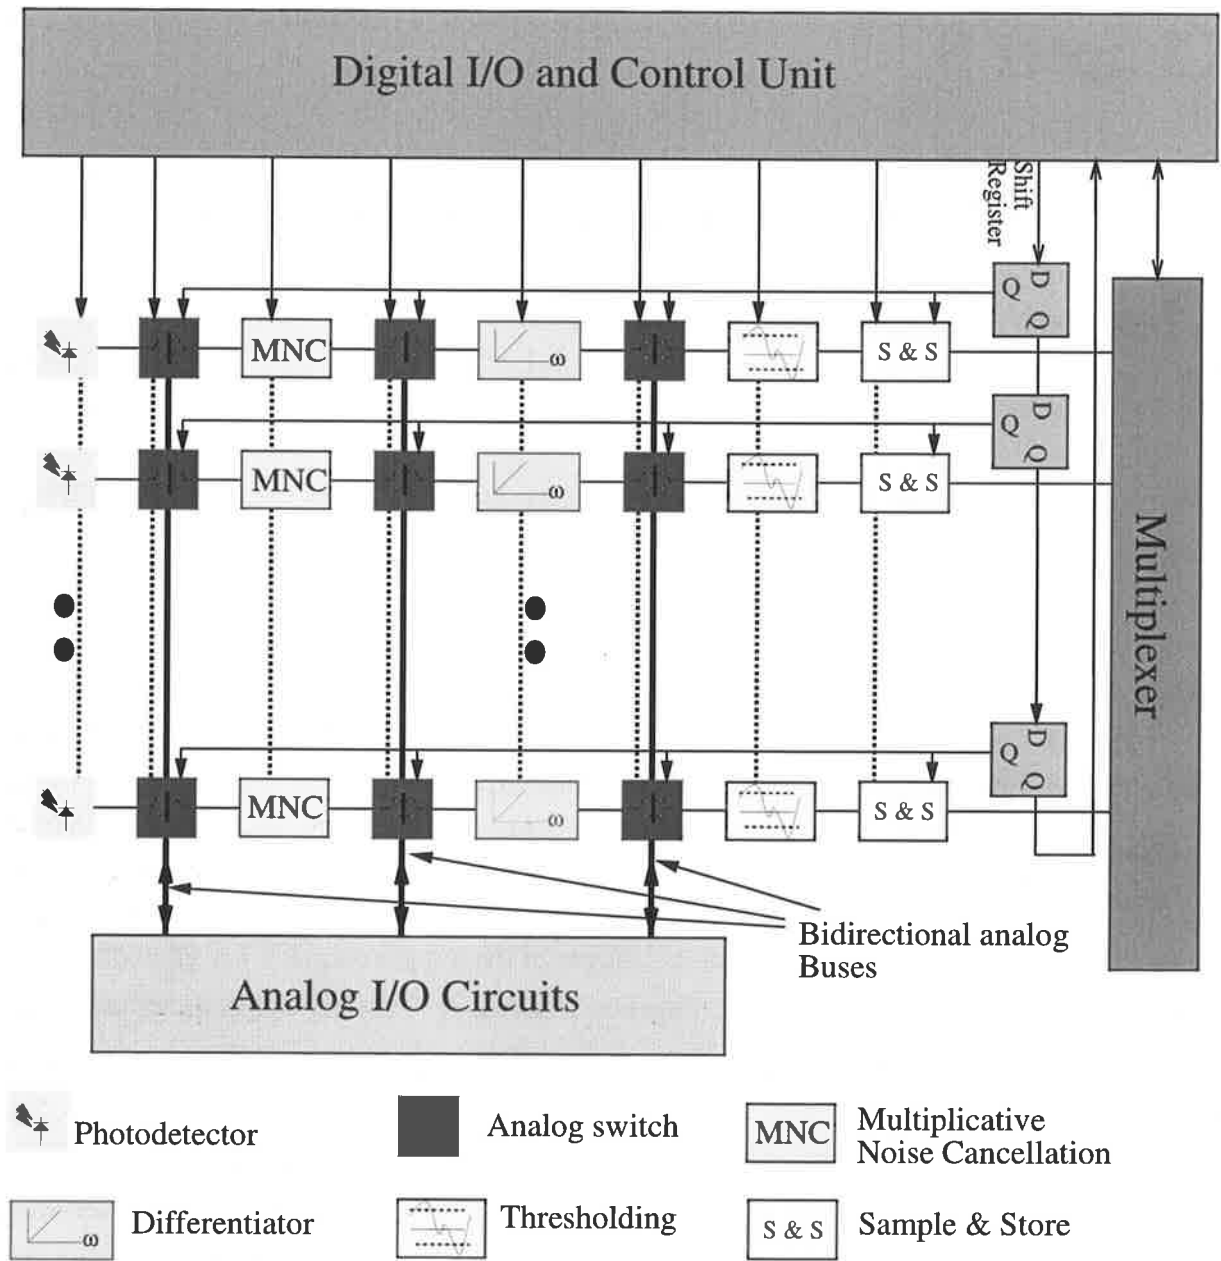 Digital I/O and Control Unit
Shift
Register
Q D
Q
MNC
ω
S & S
Q D
Q
MNC
ω
S & S
Multiplexer
Q D
Q
MNC
ω
S & S
Bidirectional analog
Buses
Analog I/O Circuits
Photodetector
Analog switch
MNC
Multiplicative
Noise Cancellation
ω
Differentiator
Thresholding
S & S
Sample & Store